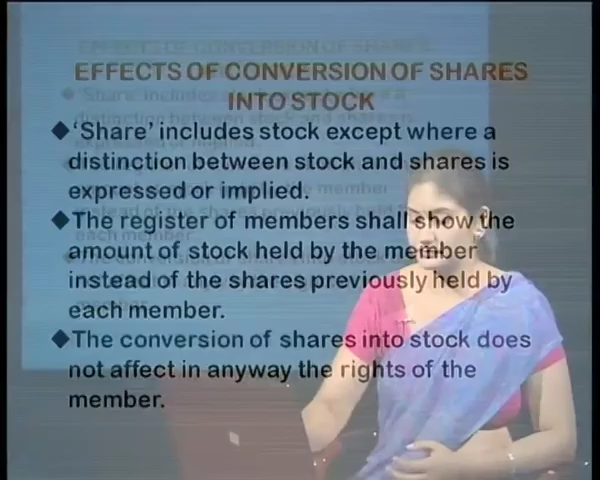 EFFECTS OF CONVERSION OF SHARES
INTO STOCK
◆'Share' includes stock except where a
distinction between stock and shares is
expressed or implied.
◆The register of members shall show the
amount of stock held by the member
instead of the shares previously held by
each member.
◆The conversion of shares into stock does
not affect in anyway the rights of the
member.